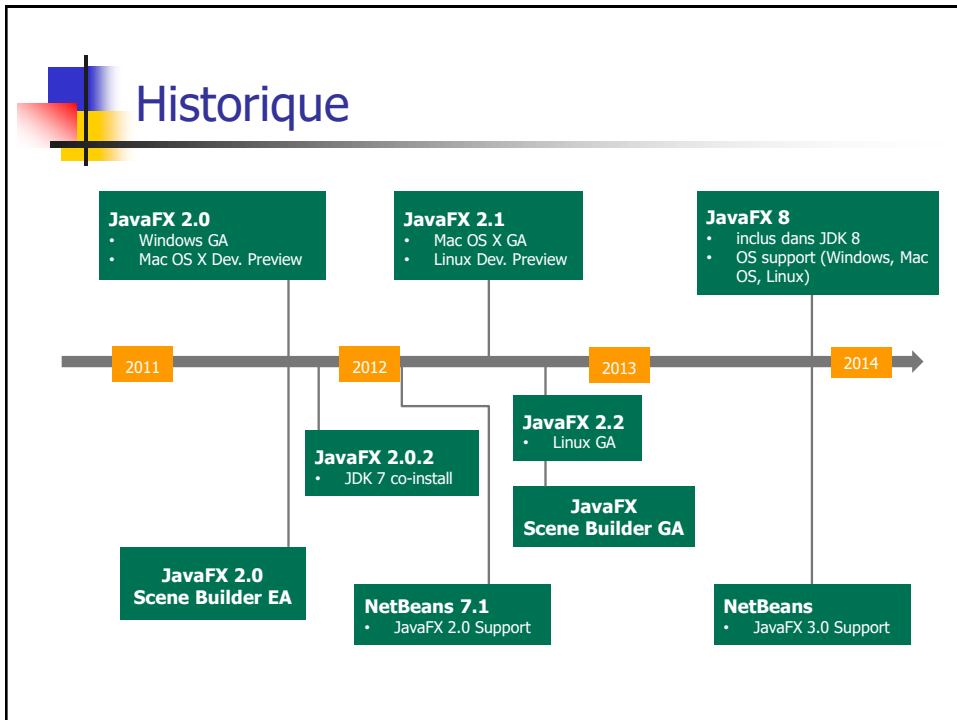 Historique
JavaFX 2.0
• Windows GA
• Mac OS X Dev. Preview
JavaFX 2.1
• Mac OS X GA
• Linux Dev. Preview
JavaFX 8
• inclus dans JDK 8
• OS support (Windows, Mac
OS, Linux)
2011
2012
2013
2014
JavaFX 2.0.2
• JDK 7 co-install
JavaFX 2.2
• Linux GA
JavaFX
Scene Builder GA
JavaFX 2.0
Scene Builder EA
NetBeans 7.1
• JavaFX 2.0 Support
NetBeans
• JavaFX 3.0 Support